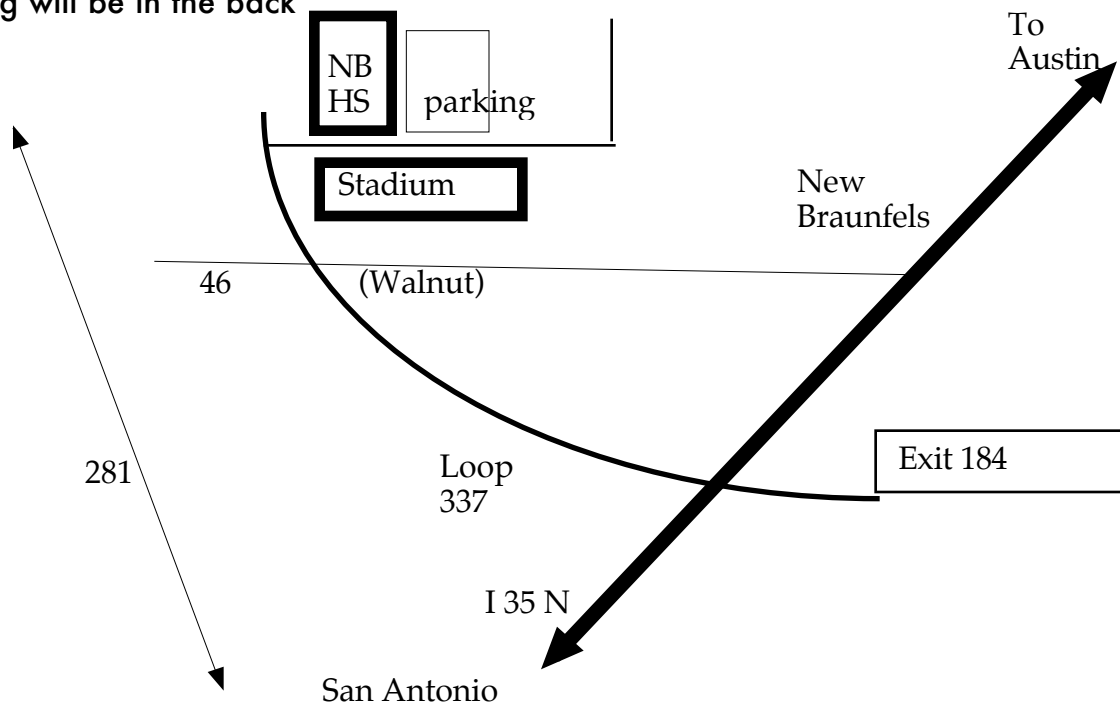 will be in the back
To
Austin
NB
HS
parking
Stadium
New
Braunfels
46
(Walnut)
281
Loop
337
Exit 184
I 35 N
San Antonio